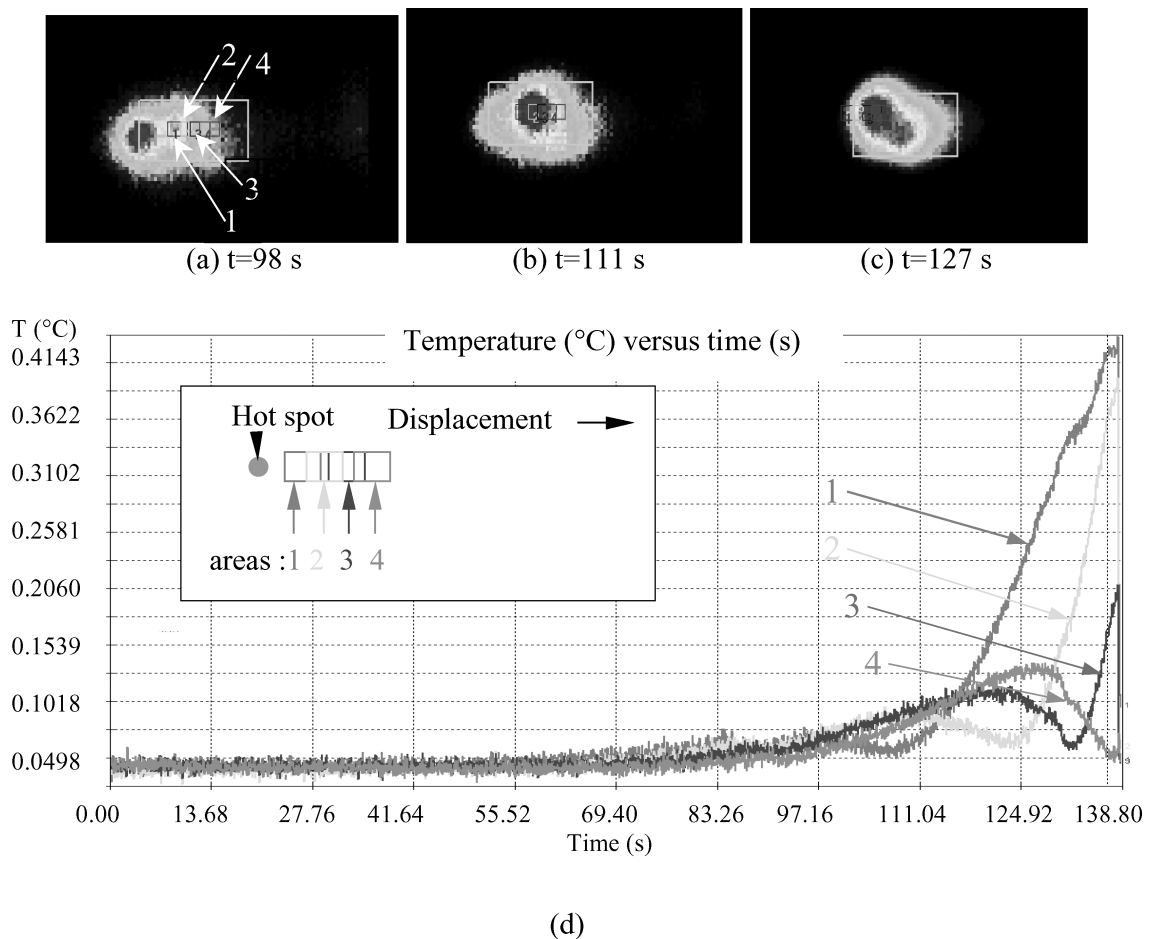 2 4
3
1
(a) t=98 s
(b) t=111 s
(c) t=127 s
T (°C)
Temperature (°C) versus time (s)
0.4143
0.3622
0.3102
0.2581
0.2060
0.1539
0.1018
0.0498
Hot spot
Displacement
areas : 1 2 3 4
1
2
3
4
0.00 13.68 27.76 41.64 55.52 69.40 83.26 97.16 111.04 124.92 138.80
Time (s)
(d)